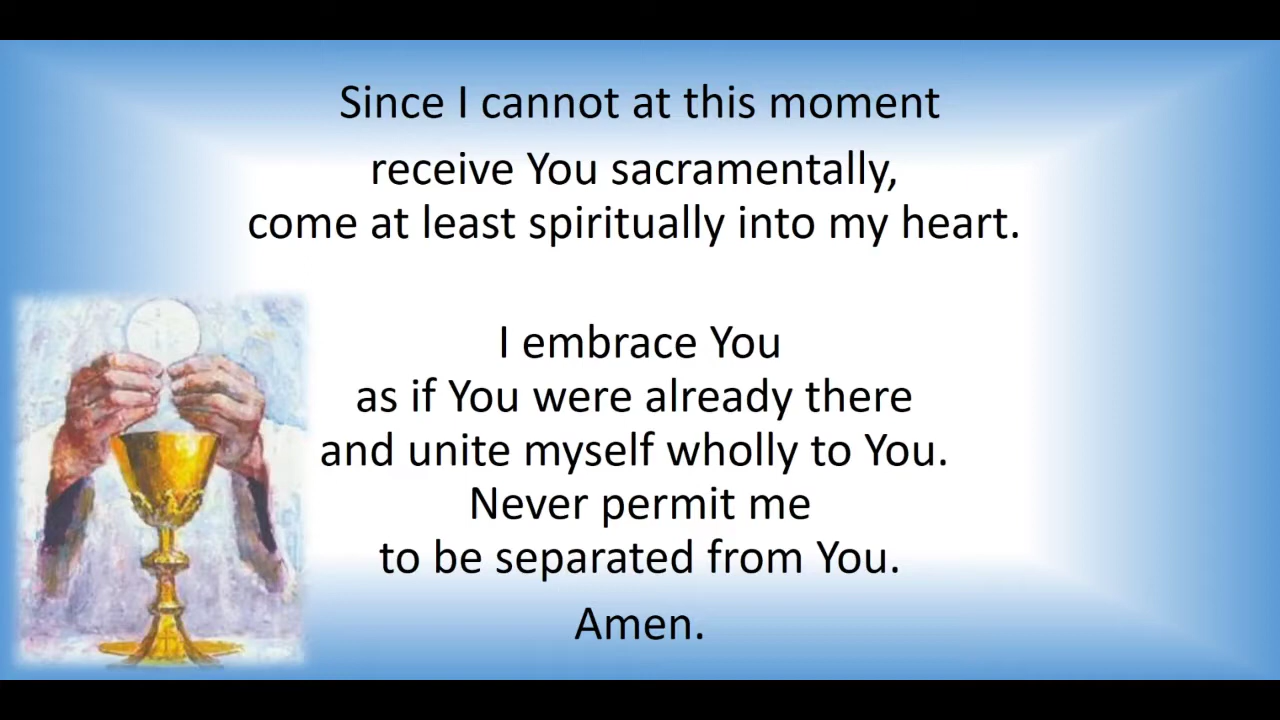 Since I cannot at this moment
receive You sacramentally,
come at least spiritually into my heart.
I embrace You
as if You were already there
and unite myself wholly to You.
Never permit me
to be separated from You.
Amen.